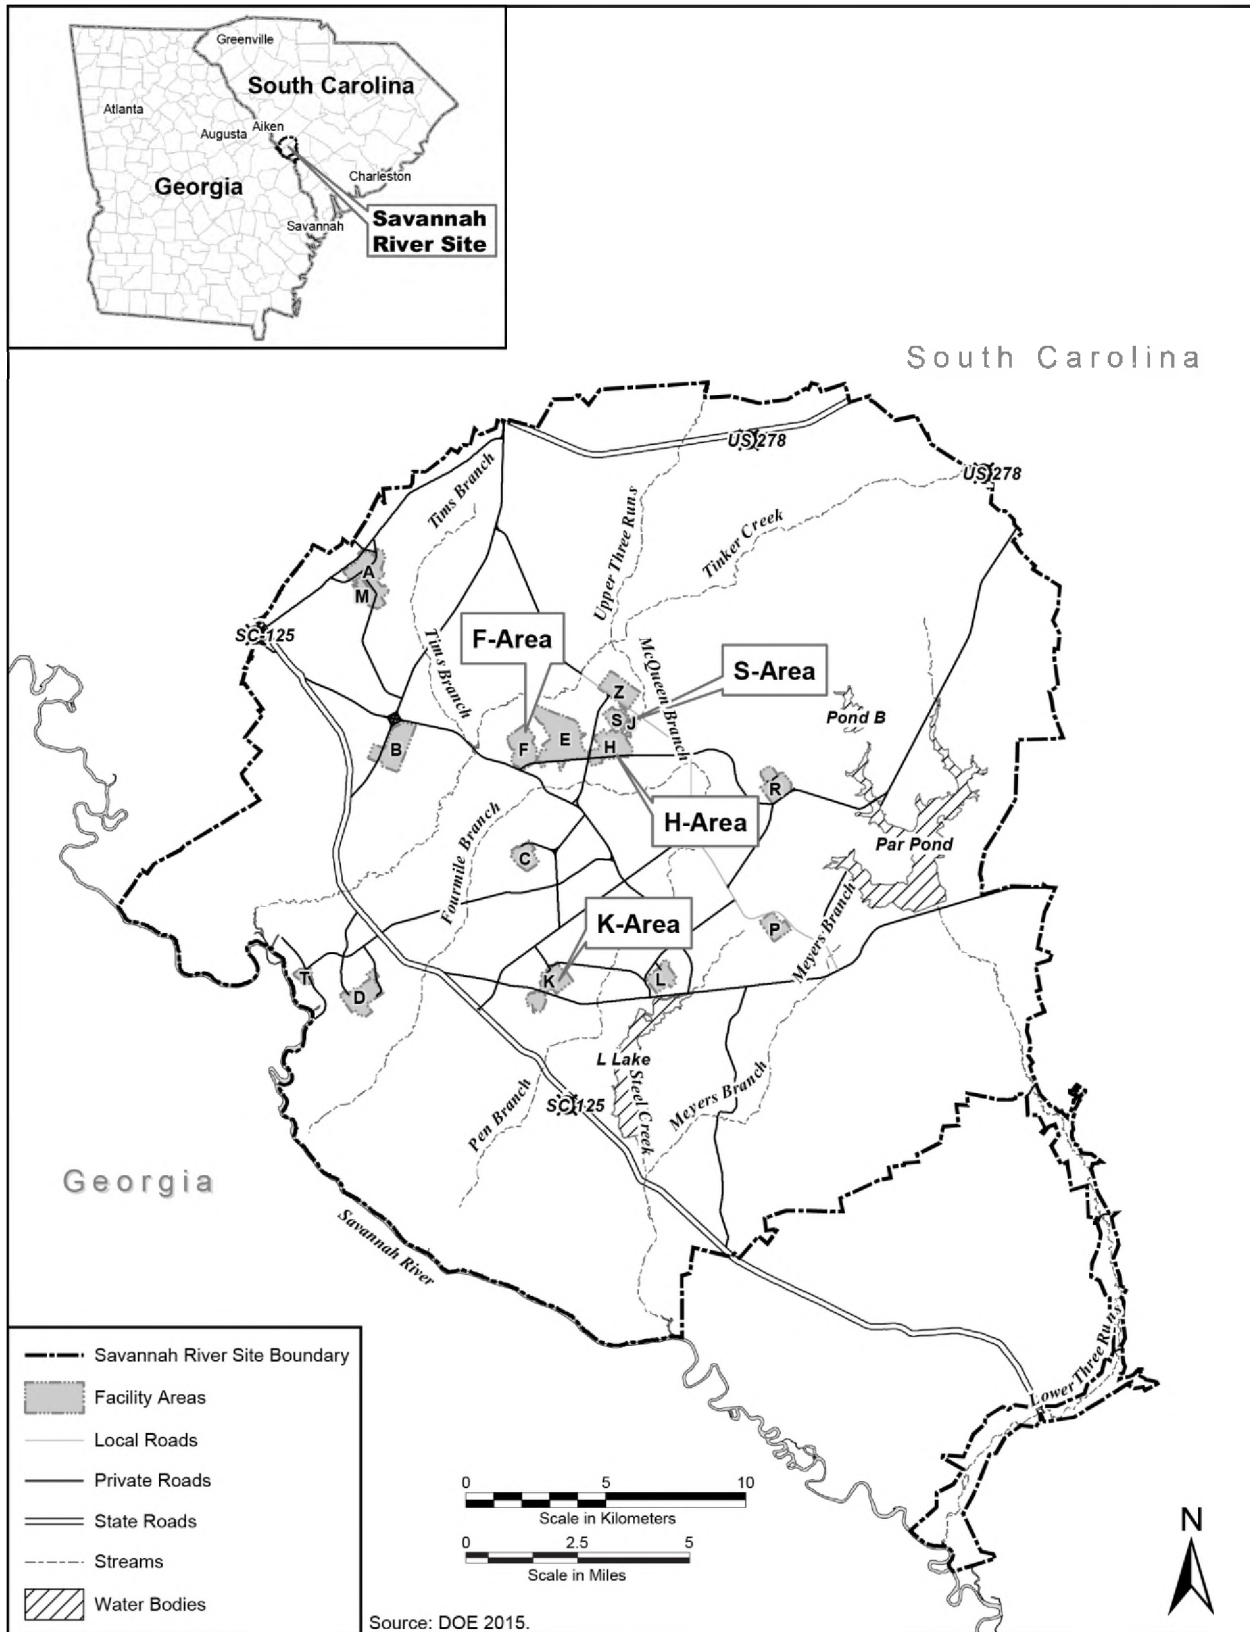 Greenville
South Carolina
Atlanta
Aiken
Augusta
Charleston
Georgia
Savannah
River Site
Savannah
South Carolina
US 278
US 278
Tims Branch
Upper Three Runs
Tinker Creek
A
M
SC 125
F-Area
Tims Branch
McQueen Branch
S-Area
Z
S
J
Pond B
B
F
E
H
R
H-Area
Fourmile Branch
Par Pond
C
K-Area
P
Meyers Branch
T
D
K
L
L Lake
Steel Creek
Meyers Branch
Pen Branch
SC 125
Georgia
Savannah River
Lower Three Runs
Savannah River Site Boundary
Facility Areas
Local Roads
Private Roads
State Roads
Streams
Water Bodies
0 5 10
Scale in Kilometers
0 2.5 5
Scale in Miles
N
Source: DOE 2015.